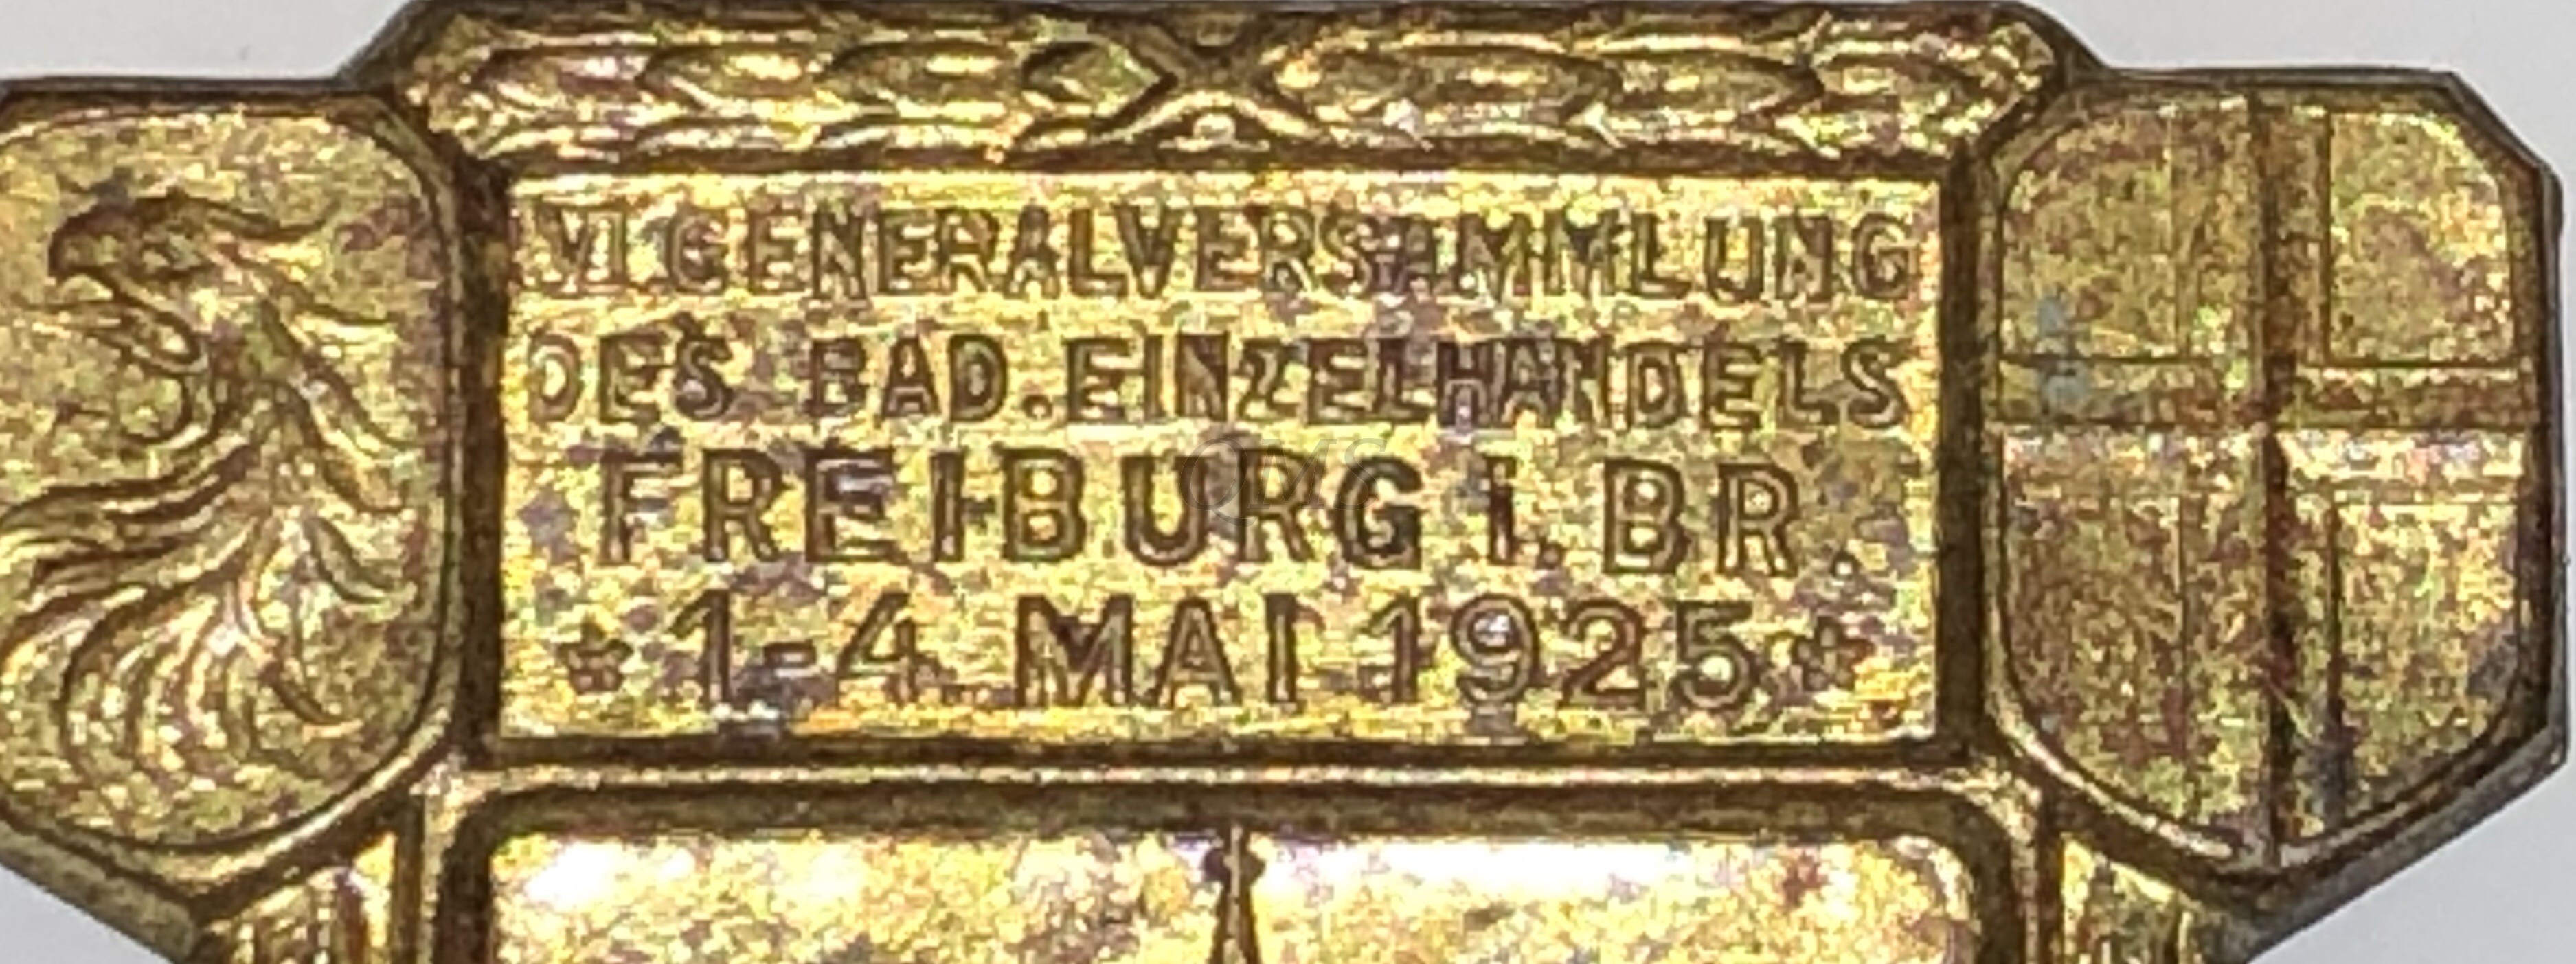 VI GENERALVERSAMMLUNG
DES BAD. EINZELHANDELS
FREIBURG I. BR.
* 1-4 MAI 1925 *